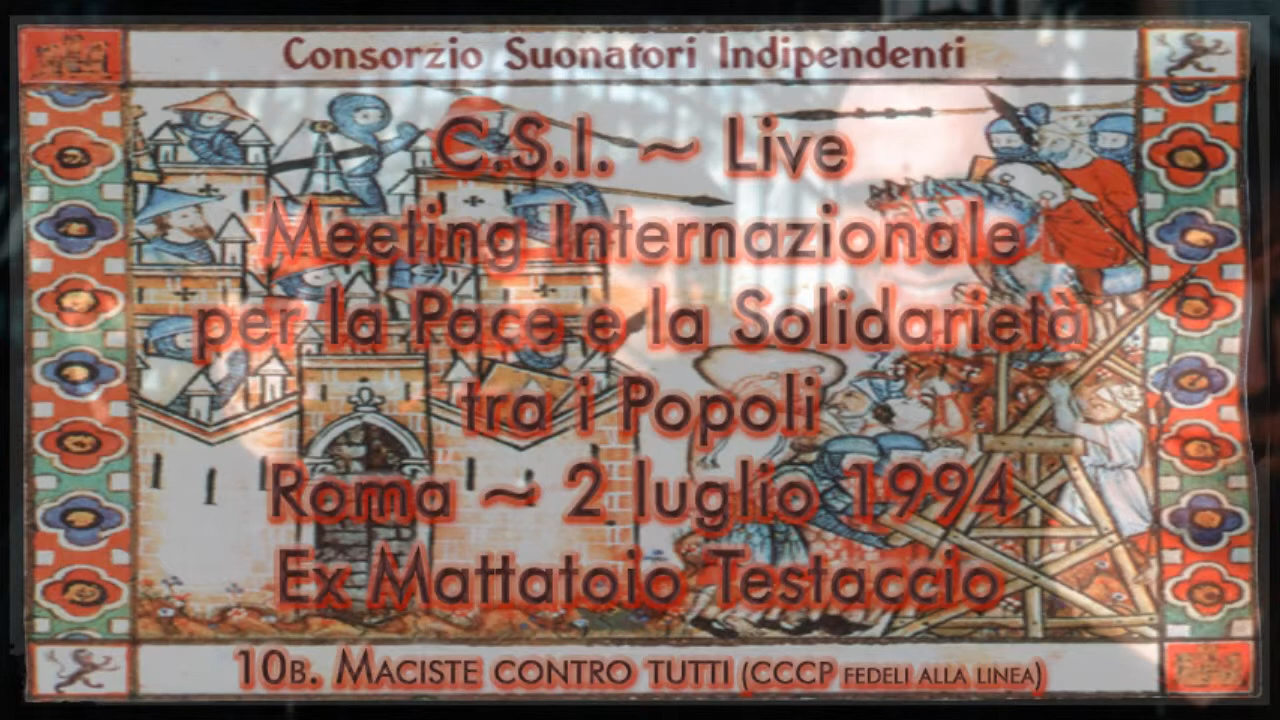 Consorzio Suonatori Indipendenti
C.S.I. ~ Live
Meeting Internazionale
per la Pace e la Solidarietà
tra i Popoli
Roma ~ 2 luglio 1994
Ex Mattatoio Testaccio
10B. MACISTE CONTRO TUTTI (CCCP FEDELI ALLA LINEA)